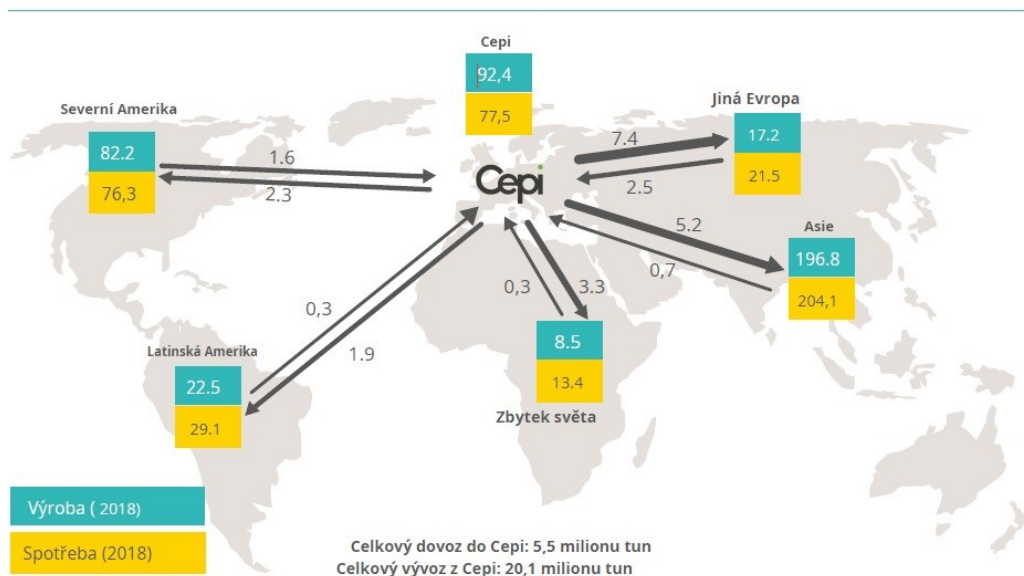 Cepi
92,4
77,5
Severní Amerika
82.2
76,3
1.6
2.3
Cepi
Jiná Evropa
17.2
21.5
7.4
2.5
Asie
196.8
204,1
5.2
0,7
0,3
1.9
0,3
3.3
Latinská Amerika
22.5
29.1
8.5
13.4
Zbytek světa
Výroba ( 2018)
Spotřeba (2018)
Celkový dovoz do Cepi: 5,5 milionu tun
Celkový vývoz z Cepi: 20,1 milionu tun